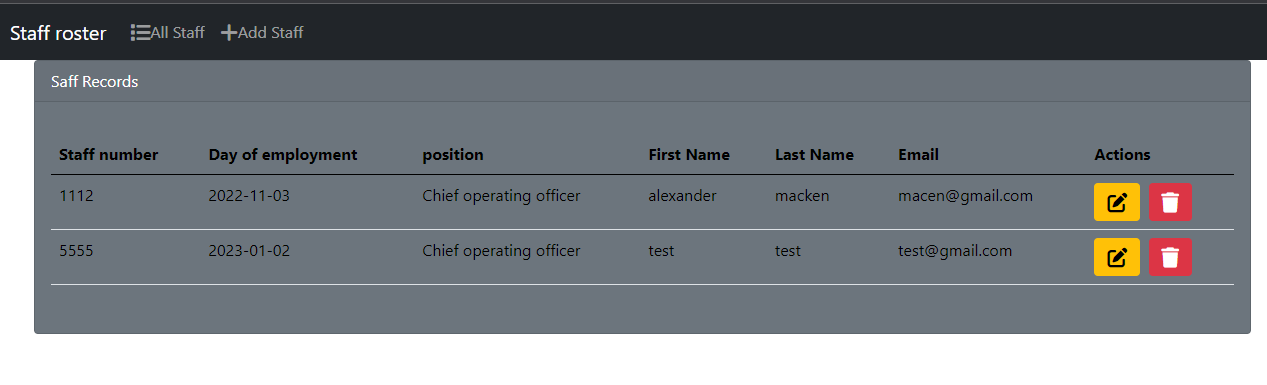 Staff roster All Staff Add Staff
Saff Records
Staff number Day of employment position First Name Last Name Email Actions
1112 2022-11-03 Chief operating officer alexander macken macen@gmail.com
5555 2023-01-02 Chief operating officer test test test@gmail.com